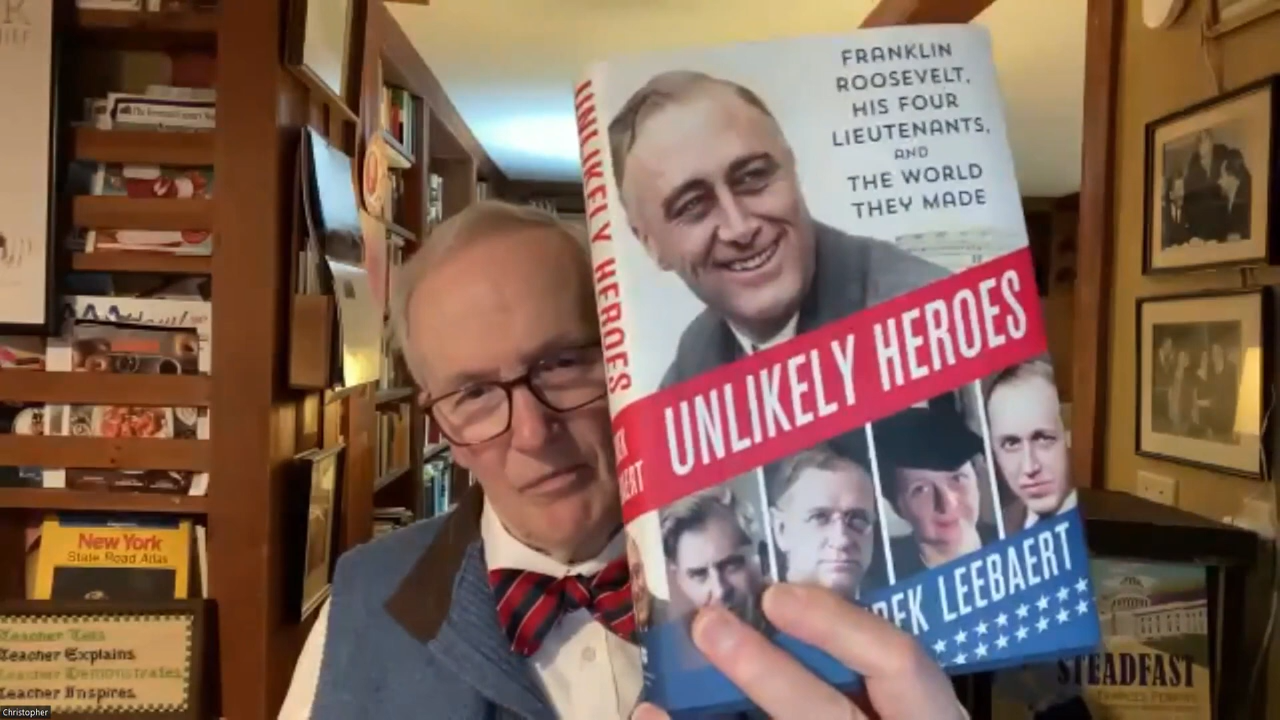 FRANKLIN
ROOSEVELT,
HIS FOUR
LIEUTENANTS,
AND
THE WORLD
THEY MADE
UNLIKELY HEROES
UNLIKELY HEROES
EREK LEEBAERT
New York
State Road Atlas
Teacher Tells
Teacher Explains
Teacher Demonstrates
Teacher Inspires
STEADFAST
Christopher